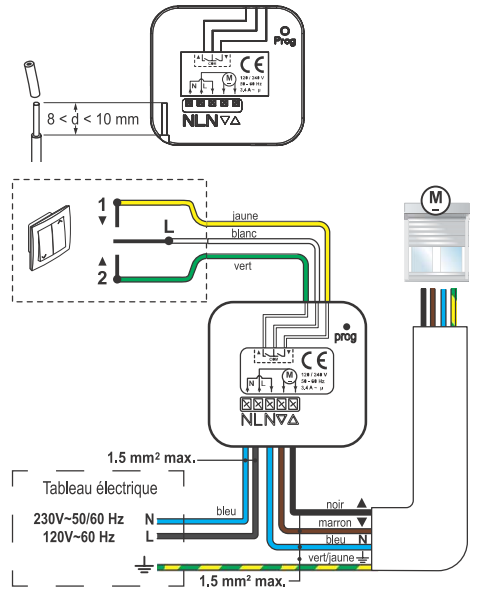 Prog
▲ COM ▼
N L M
120 / 240 V
50 - 60 Hz
3,4 A ~ µ
CE
NLN▽△
8 < d < 10 mm
1
▼
jaune
L
blanc
▲
2
vert
M
prog
▲ COM ▼
N L M
120 / 240 V
50 - 60 Hz
3,4 A ~ µ
CE
NLN▽△
1.5 mm² max.
Tableau électrique
230V~50/60 Hz N
120V~60 Hz L
bleu
noir ▲
marron ▼
bleu N
vert/jaune
1.5 mm² max.